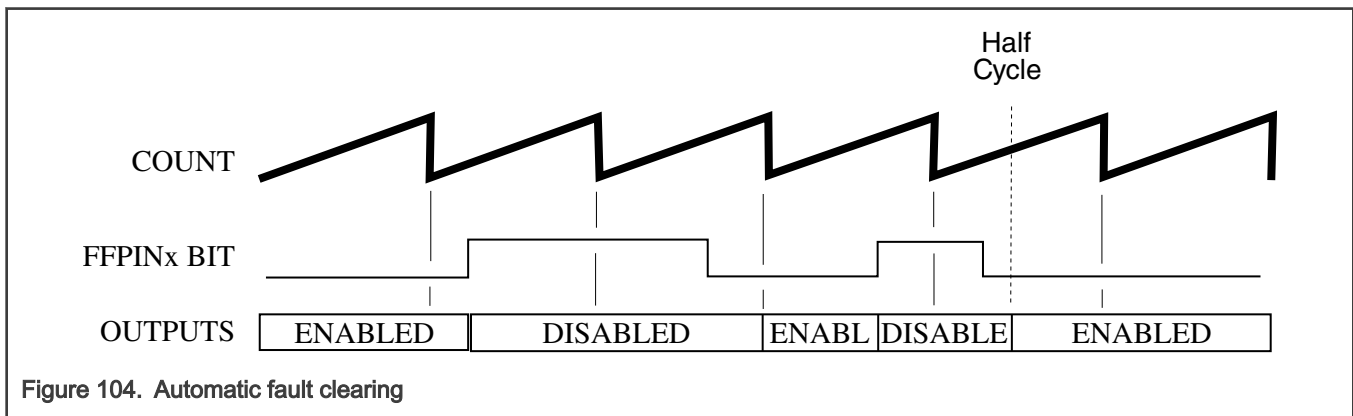 Half
Cycle
COUNT
FFPINx BIT
OUTPUTS ENABLED DISABLED ENABL DISABLE ENABLED
Figure 104. Automatic fault clearing